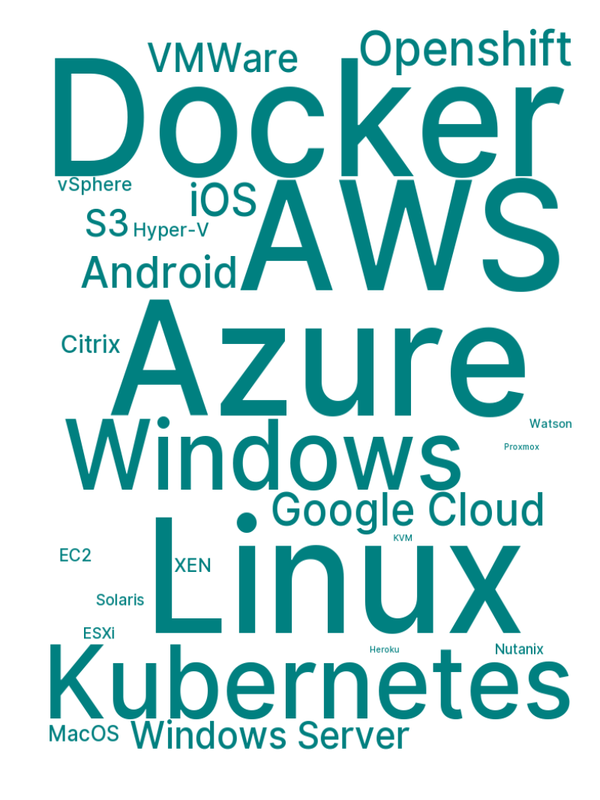 Openshift
VMWare
Docker
vSphere
iOS
AWS
S3
Hyper-V
Android
Azure
Citrix
Watson
Windows
Proxmox
Google Cloud
KVM
Linux
EC2
XEN
Solaris
ESXi
Heroku
Nutanix
Kubernetes
MacOS
Windows Server